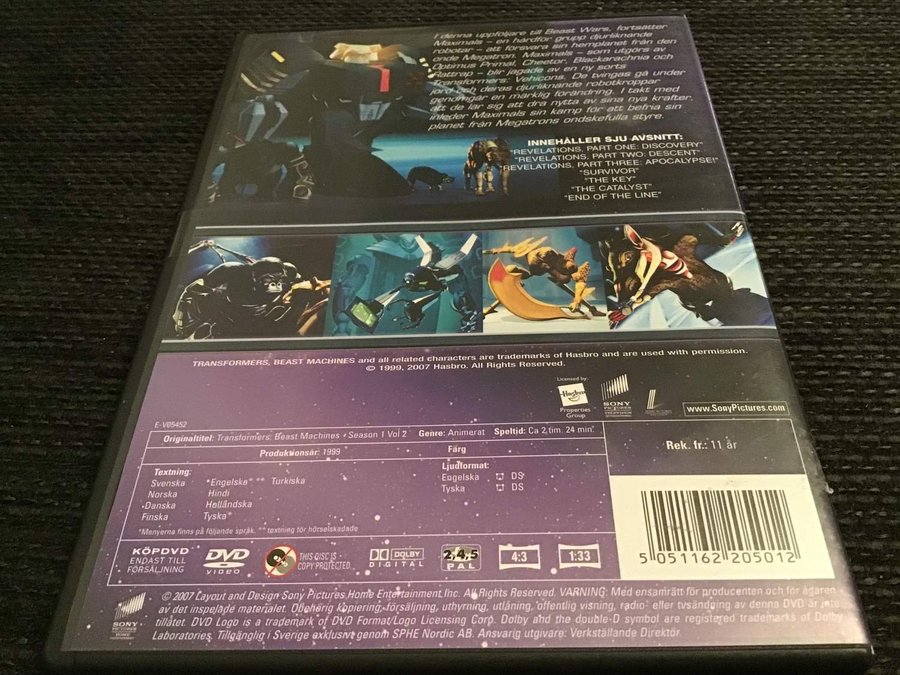 I denna uppföljare till Beast Wars, fortsätter
Maximals – en hårdför grupp djurliknande
robotar – att försvara sin hemplanet från den
onde Megatron. Maximals – som utgörs av
Optimus Primal, Cheetor, Blackarachnia och
Rattrap – blir jagade av en ny sorts
Transformers: Vehicons. De tvingas gå under
jord och deras djurliknande robotkroppar
genomgår en märklig förändring. I takt med
att de lär sig att dra nytta av sina nya krafter,
inleder Maximals sin kamp för att befria sin
planet från Megatrons ondskefulla styre.
INNEHÅLLER SJU AVSNITT:
"REVELATIONS, PART ONE: DISCOVERY"
"REVELATIONS, PART TWO: DESCENT"
"REVELATIONS, PART THREE: APOCALYPSE!"
"SURVIVOR"
"THE KEY"
"THE CATALYST"
"END OF THE LINE"
TRANSFORMERS, BEAST MACHINES and all related characters are trademarks of Hasbro and are used with permission.
© 1999, 2007 Hasbro. All Rights Reserved.
Licensed by:
Hasbro
Properties
Group
SONY
PICTURES
TELEVISION
www.SonyPictures.com
E-V05452
Originaltitel: Transformers: Beast Machines - Season 1 Vol 2 Genre: Animerat Speltid: Ca 2 tim. 24 min.
Produktionsår: 1999 Färg
Rek. fr.: 11 år
Textning:
Svenska *Engelska* ** Turkiska
Norska Hindi
Danska Holländska
Finska Tyska*
*Menyerna finns på följande språk. ** textning för hörselskadade
Ljudformat:
Engelska DS
Tyska DS
KÖPDVD
ENDAST TILL
FÖRSÄLJNING
DVD
VIDEO
THIS DISC IS
COPY PROTECTED
DOLBY
DIGITAL
2,4,5
PAL
4:3
1:33
5 051162 205012
SONY
PICTURES
HOME
ENTERTAINMENT
© 2007 Layout and Design Sony Pictures Home Entertainment Inc. All Rights Reserved. VARNING: Med ensamrätt för producenten och för ägaren
av det inspelade materialet. Obehörig kopiering, försäljning, uthyrning, utlåning, offentlig visning, radio- eller tvsändning av denna DVD är inte
tillåtet. DVD Logo is a trademark of DVD Format/Logo Licensing Corp. Dolby and the double-D symbol are registered trademarks of Dolby
Laboratories. Tillgänglig i Sverige exklusivt genom SPHE Nordic AB. Ansvarig utgivare: Verkställande Direktör.